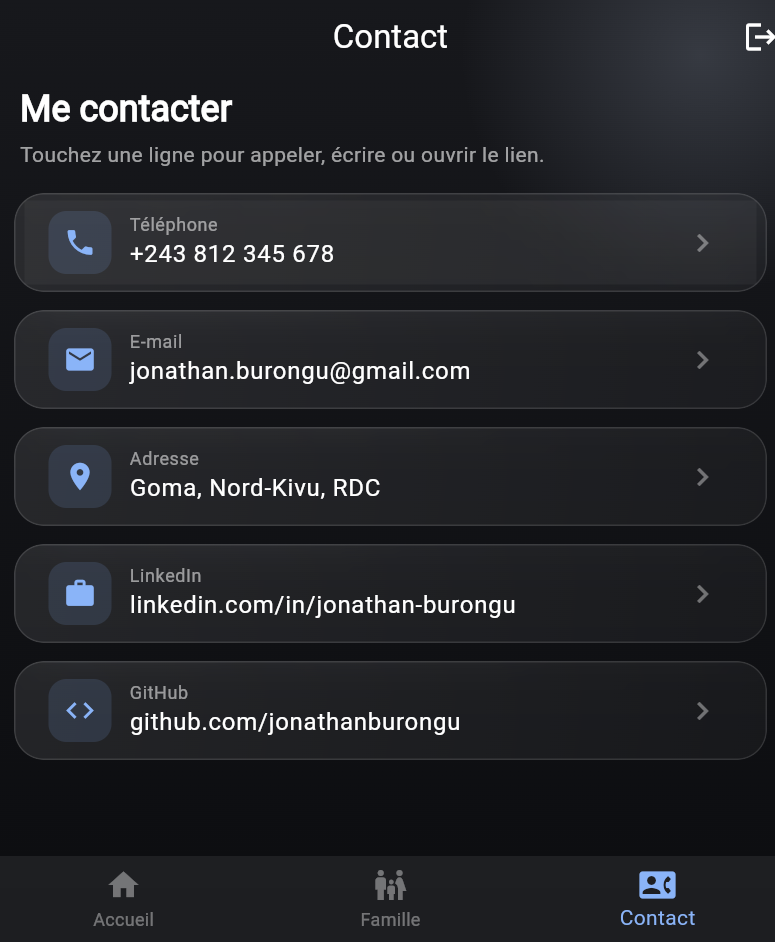 Contact
Me contacter
Touchez une ligne pour appeler, écrire ou ouvrir le lien.
Téléphone
+243 812 345 678
E-mail
jonathan.burongu@gmail.com
Adresse
Goma, Nord-Kivu, RDC
LinkedIn
linkedin.com/in/jonathan-burongu
GitHub
github.com/jonathanburongu
Accueil
Famille
Contact